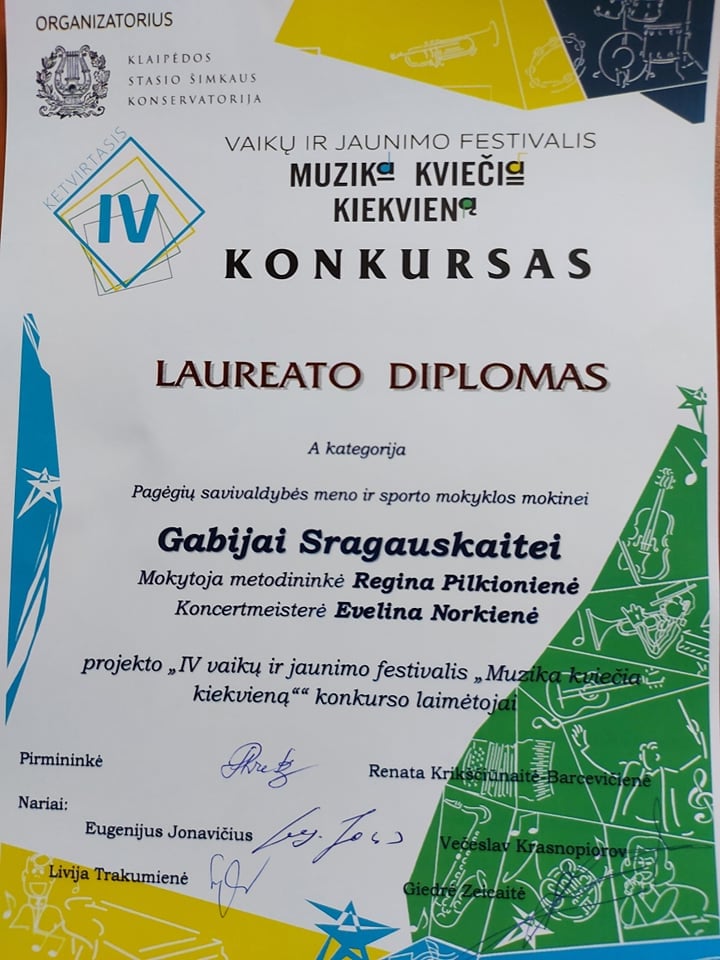 ORGANIZATORIUS
KLAIPĖDOS
STASIO ŠIMKAUS
KONSERVATORIJA
KETVIRTASIS
IV
VAIKŲ IR JAUNIMO FESTIVALIS
MUZIKA KVIEČIA
KIEKVIENĄ
KONKURSAS
LAUREATO DIPLOMAS
A kategorija
Pagėgių savivaldybės meno ir sporto mokyklos mokinei
Gabijai Sragauskaitei
Mokytoja metodininkė Regina Pilkionienė
Koncertmeisterė Evelina Norkienė
projekto „IV vaikų ir jaunimo festivalis „Muzika kviečia
kiekvieną““ konkurso laimėtojai
Pirmininkė
Renata Krikščiūnaitė-Barcevičienė
Nariai:
Eugenijus Jonavičius
Večeslav Krasnopiorov
Livija Trakumienė
Giedrė Zeicaitė